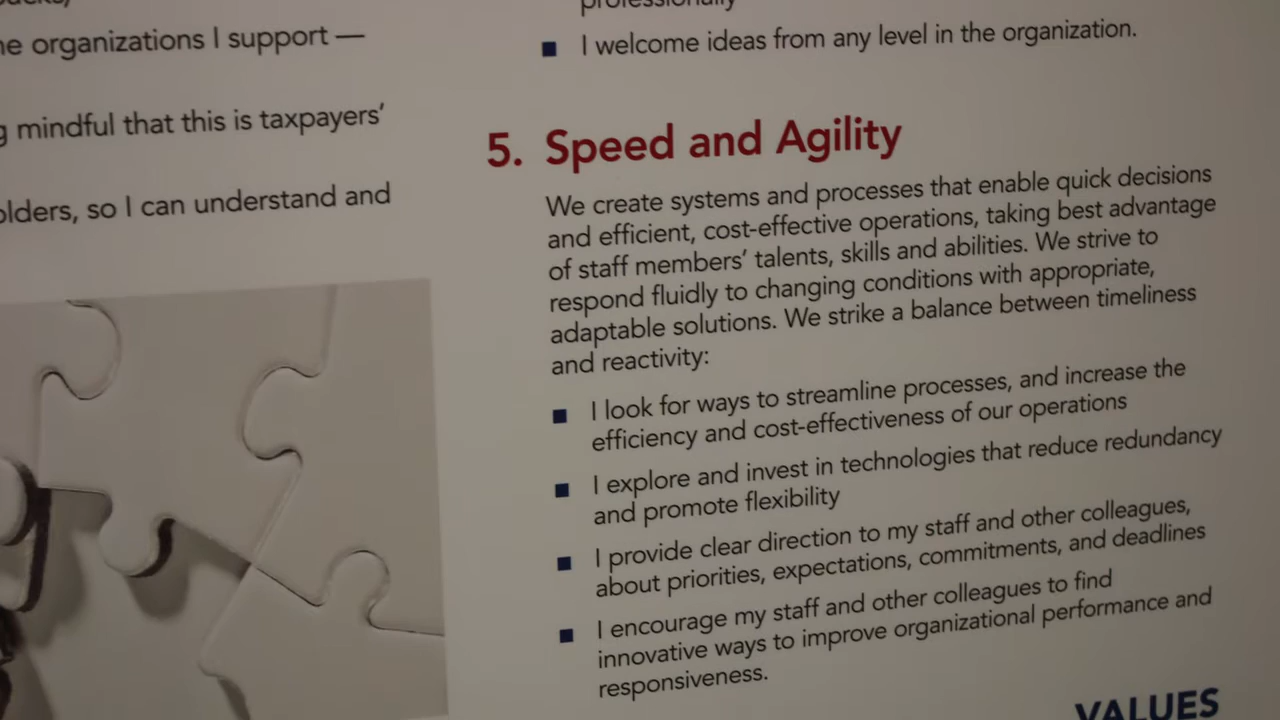 ne organizations I support —
mindful that this is taxpayers’
so I can understand and
professionally
■ I welcome ideas from any level in the organization.
5. Speed and Agility
We create systems and processes that enable quick decisions
and efficient, cost-effective operations, taking best advantage
of staff members’ talents, skills and abilities. We strive to
respond fluidly to changing conditions with appropriate,
adaptable solutions. We strike a balance between timeliness
and reactivity:
■ I look for ways to streamline processes, and increase the
efficiency and cost-effectiveness of our operations
■ I explore and invest in technologies that reduce redundancy
and promote flexibility
■ I provide clear direction to my staff and other colleagues,
about priorities, expectations, commitments, and deadlines
■ I encourage my staff and other colleagues to find
innovative ways to improve organizational performance and
responsiveness.
VALUES